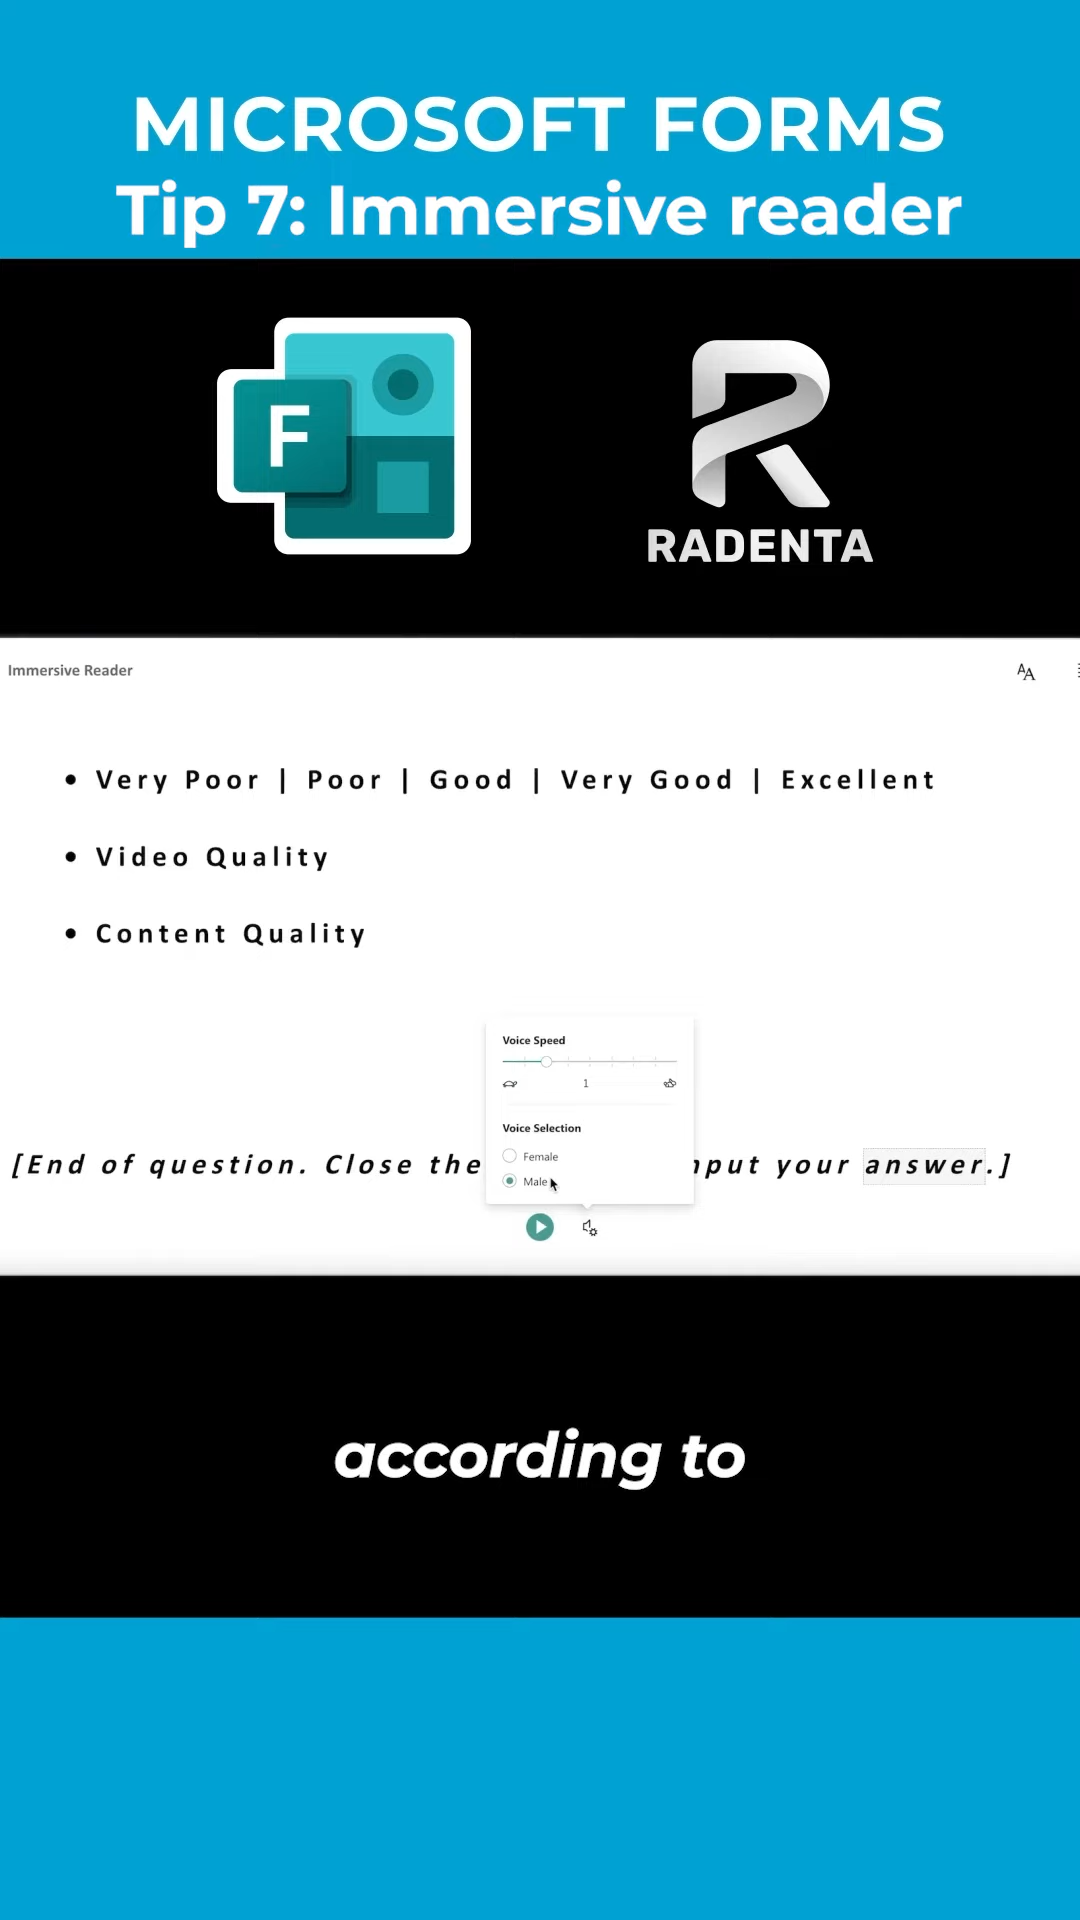 MICROSOFT FORMS
Tip 7: Immersive reader
F
RADENTA
Immersive Reader
• Very Poor | Poor | Good | Very Good | Excellent
• Video Quality
• Content Quality
Voice Speed
1
Voice Selection
Female
Male
[End of question. Close the nput your answer.]
according to